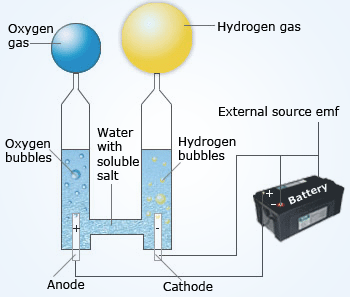 Oxygen
gas
Hydrogen gas
External source emf
Oxygen
bubbles
Water
with
soluble
salt
Hydrogen
bubbles
+
-
Battery
+
-
Anode
Cathode